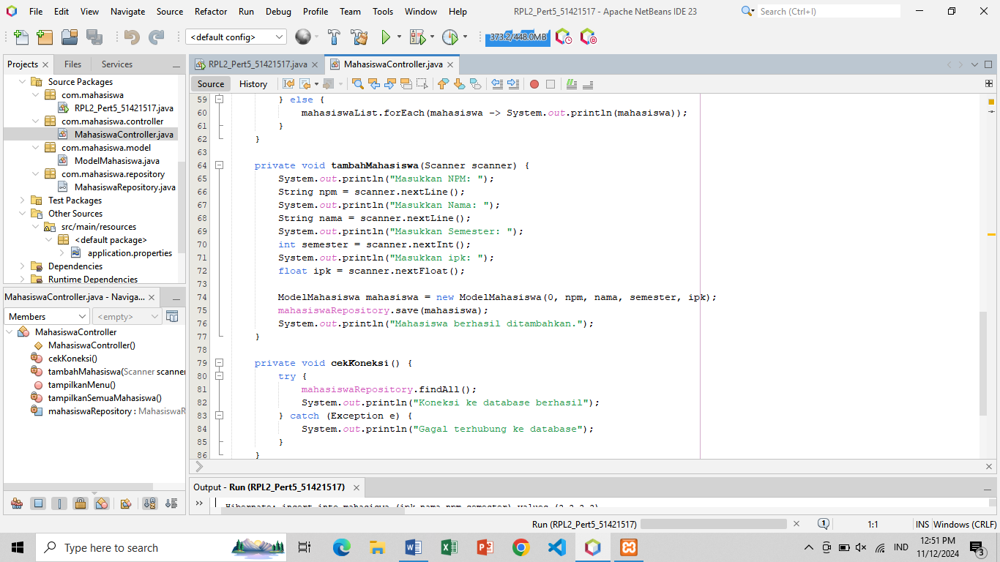 File Edit View Navigate Source Refactor Run Debug Profile Team Tools Window Help
RPL2_Pert5_51421517 - Apache NetBeans IDE 23
Search (Ctrl+I)
<default config>
373.2/448.0MB
Projects Files Services
Source Packages
com.mahasiswa
RPL2_Pert5_51421517.java
com.mahasiswa.controller
MahasiswaController.java
com.mahasiswa.model
ModelMahasiswa.java
com.mahasiswa.repository
MahasiswaRepository.java
Test Packages
Other Sources
src/main/resources
<default package>
application.properties
Dependencies
Runtime Dependencies
MahasiswaController.java - Naviga...
Members
<empty>
MahasiswaController
MahasiswaController()
cekKoneksi()
tambahMahasiswa(Scanner scanner
tampilkanMenu()
tampilkanSemuaMahasiswa()
mahasiswaRepository : MahasiswaR
RPL2_Pert5_51421517.java MahasiswaController.java
Source History
59 } else {
60 mahasiswaList.forEach(mahasiswa -> System.out.println(mahasiswa));
61 }
62 }
63
64 private void tambahMahasiswa(Scanner scanner) {
65 System.out.println("Masukkan NPM: ");
66 String npm = scanner.nextLine();
67 System.out.println("Masukkan Nama: ");
68 String nama = scanner.nextLine();
69 System.out.println("Masukkan Semester: ");
70 int semester = scanner.nextInt();
71 System.out.println("Masukkan ipk: ");
72 float ipk = scanner.nextFloat();
73
74 ModelMahasiswa mahasiswa = new ModelMahasiswa(0, npm, nama, semester, ipk);
75 mahasiswaRepository.save(mahasiswa);
76 System.out.println("Mahasiswa berhasil ditambahkan.");
77 }
78
79 private void cekKoneksi() {
80 try {
81 mahasiswaRepository.findAll();
82 System.out.println("Koneksi ke database berhasil");
83 } catch (Exception e) {
84 System.out.println("Gagal terhubung ke database");
85 }
86 }
Output - Run (RPL2_Pert5_51421517)
Hibernate: insert into mahasiswa (ipk,nama,npm,semester) values (?,?,?,?)
Run (RPL2_Pert5_51421517)
1
1:1
INS
Windows (CRLF)
Type here to search
IND
12:51 PM
11/12/2024
3